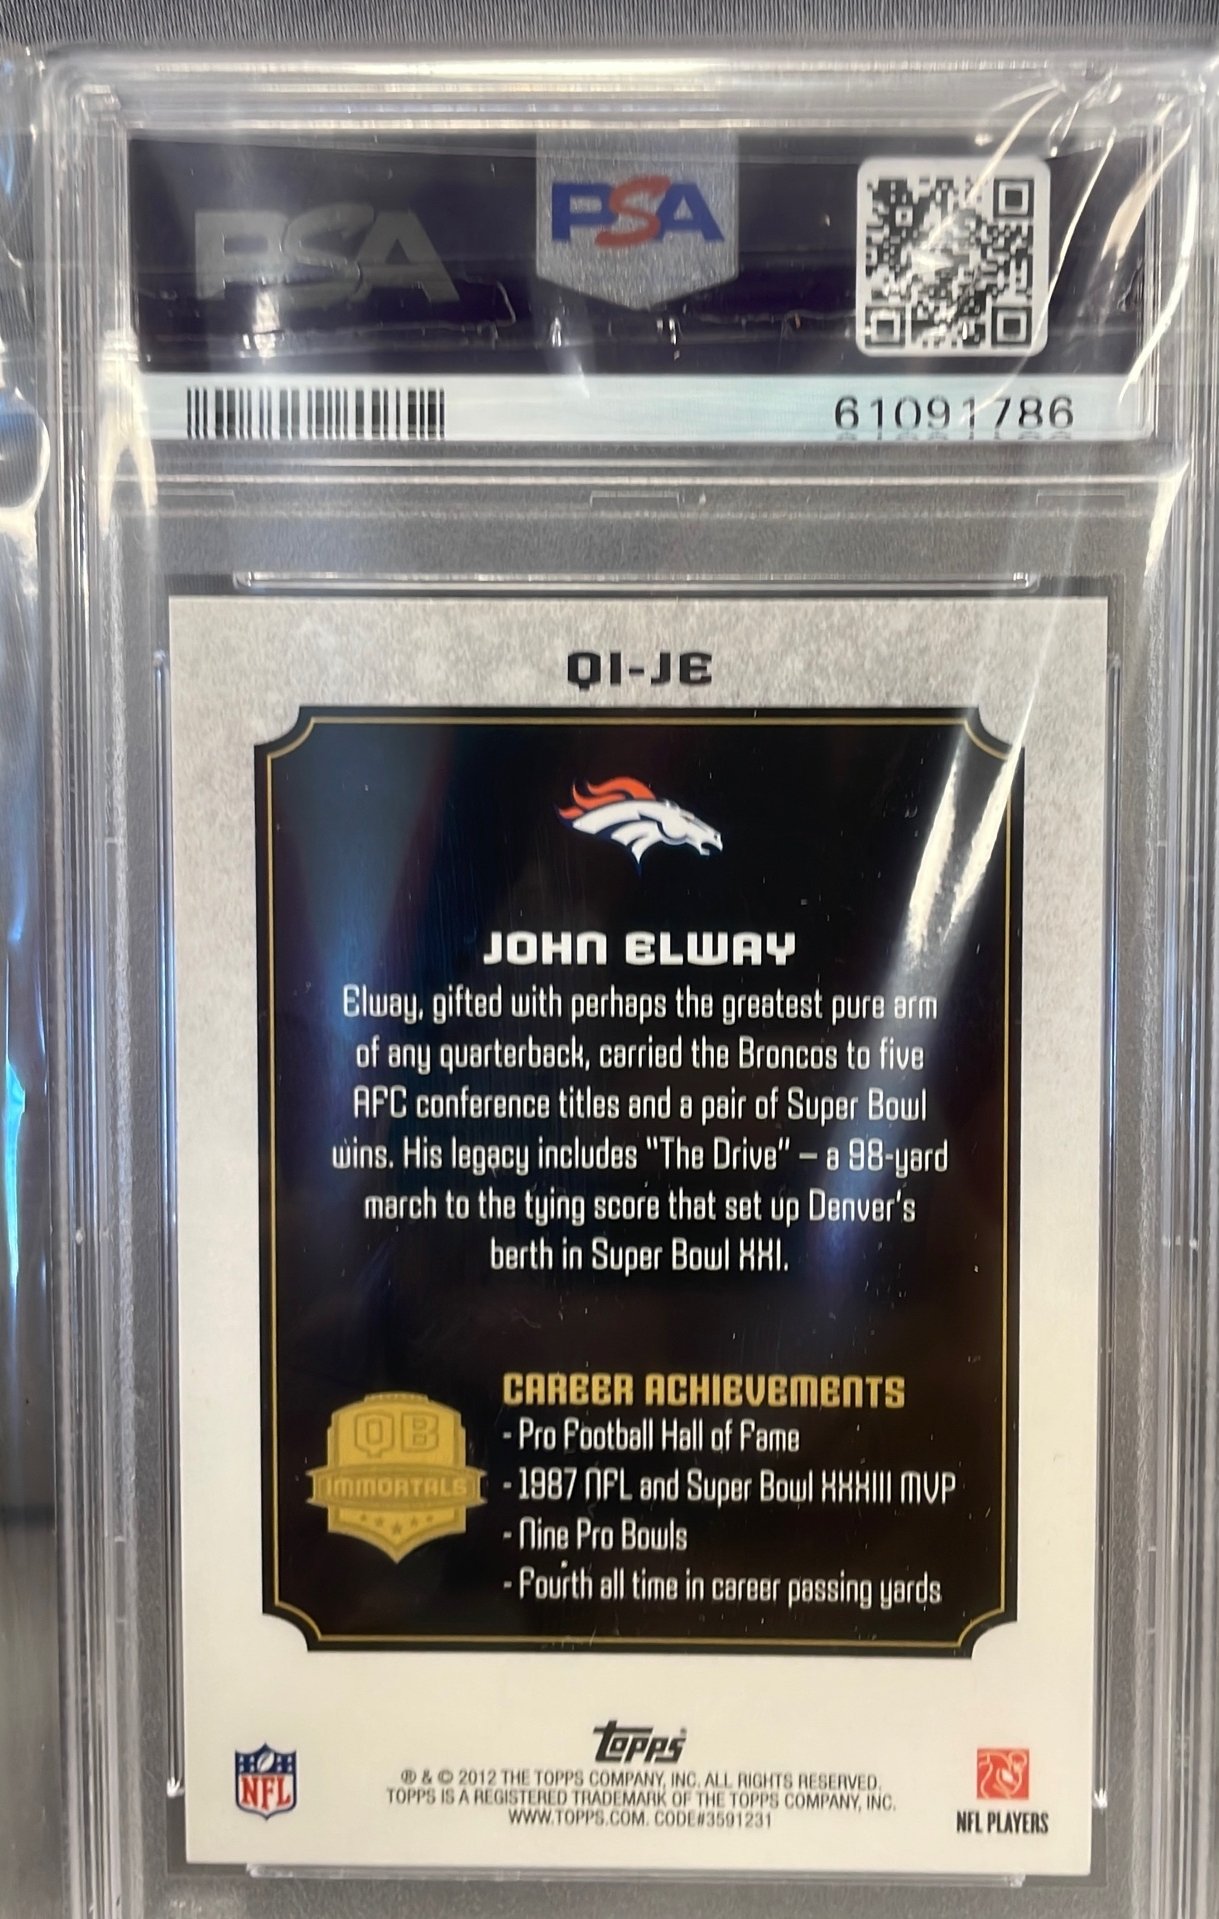 PSA
PSA
61091786
QI-JE
JOHN ELWAY
Elway, gifted with perhaps the greatest pure arm
of any quarterback, carried the Broncos to five
AFC conference titles and a pair of Super Bowl
wins. His legacy includes "The Drive" – a 98-yard
march to the tying score that set up Denver's
berth in Super Bowl XXI.
CAREER ACHIEVEMENTS
- Pro Football Hall of Fame
- 1987 NFL and Super Bowl XXXIII MVP
- Nine Pro Bowls
- Fourth all time in career passing yards
QB
IMMORTALS
Topps®
® & © 2012 THE TOPPS COMPANY, INC. ALL RIGHTS RESERVED.
TOPPS IS A REGISTERED TRADEMARK OF THE TOPPS COMPANY, INC.
WWW.TOPPS.COM. CODE#3591231
NFL
NFL PLAYERS